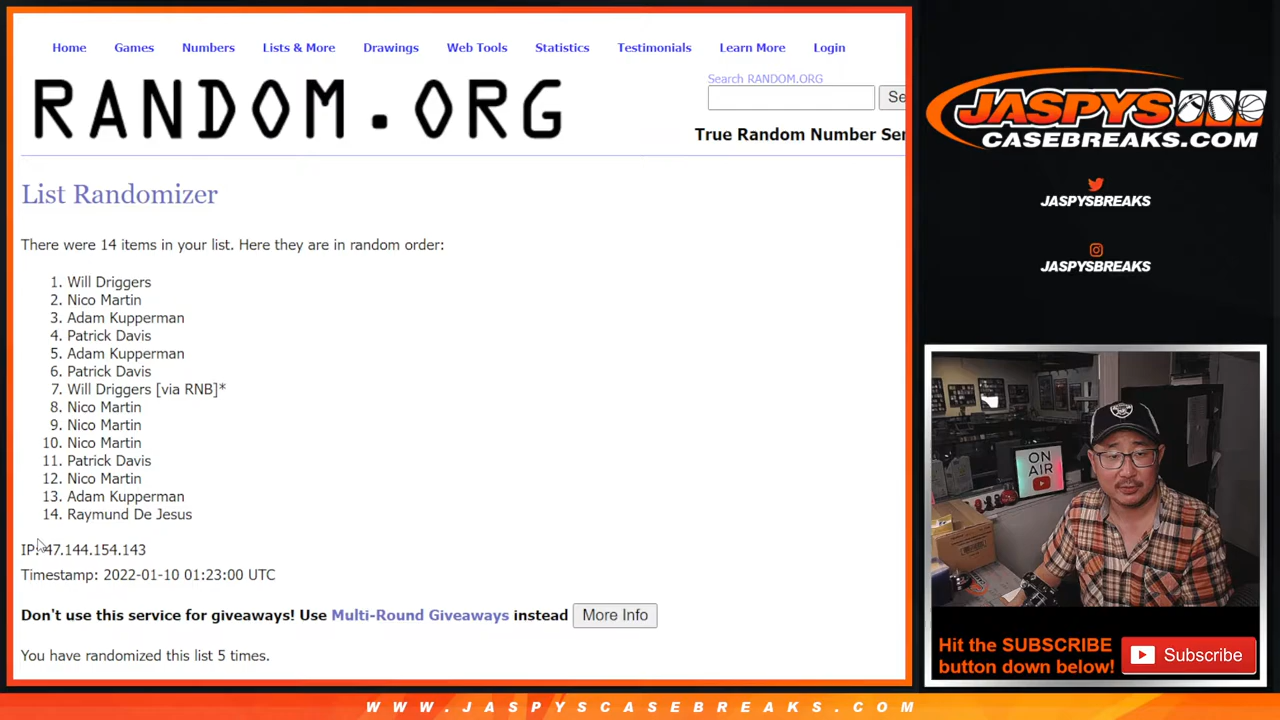 Home Games Numbers Lists & More Drawings Web Tools Statistics Testimonials Learn More Login
Search RANDOM.ORG
RANDOM.ORG
Se
True Random Number Ser
List Randomizer
There were 14 items in your list. Here they are in random order:
1. Will Driggers
2. Nico Martin
3. Adam Kupperman
4. Patrick Davis
5. Adam Kupperman
6. Patrick Davis
7. Will Driggers [via RNB]*
8. Nico Martin
9. Nico Martin
10. Nico Martin
11. Patrick Davis
12. Nico Martin
13. Adam Kupperman
14. Raymund De Jesus
IP: 47.144.154.143
Timestamp: 2022-01-10 01:23:00 UTC
Don't use this service for giveaways! Use Multi-Round Giveaways instead More Info
You have randomized this list 5 times.
JASPYS
CASEBREAKS.COM
JASPYSBREAKS
JASPYSBREAKS
ON
AIR
Hit the SUBSCRIBE
button down below!
Subscribe
WWW.JASPYSCASEBREAKS.COM